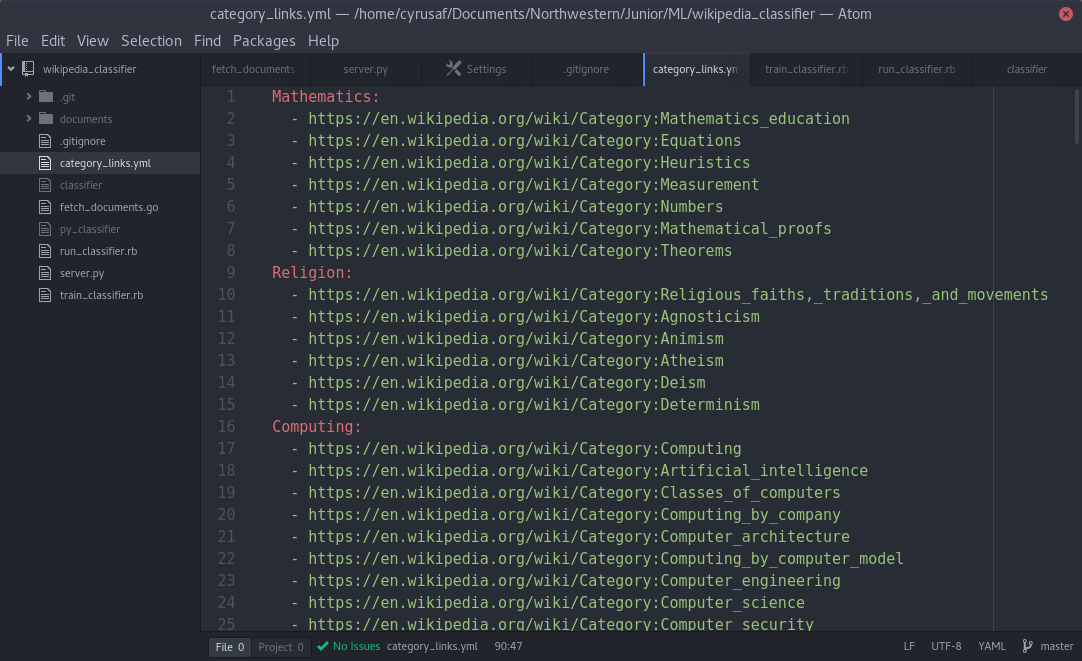 category_links.yml — /home/cyrusaf/Documents/Northwestern/Junior/ML/wikipedia_classifier — Atom
File Edit View Selection Find Packages Help
wikipedia_classifier
.git
documents
.gitignore
category_links.yml
classifier
fetch_documents.go
py_classifier
run_classifier.rb
server.py
train_classifier.rb
fetch_documents server.py Settings .gitignore category_links.ym train_classifier.rb run_classifier.rb classifier
1 Mathematics:
2 - https://en.wikipedia.org/wiki/Category:Mathematics_education
3 - https://en.wikipedia.org/wiki/Category:Equations
4 - https://en.wikipedia.org/wiki/Category:Heuristics
5 - https://en.wikipedia.org/wiki/Category:Measurement
6 - https://en.wikipedia.org/wiki/Category:Numbers
7 - https://en.wikipedia.org/wiki/Category:Mathematical_proofs
8 - https://en.wikipedia.org/wiki/Category:Theorems
9 Religion:
10 - https://en.wikipedia.org/wiki/Category:Religious_faiths,_traditions,_and_movements
11 - https://en.wikipedia.org/wiki/Category:Agnosticism
12 - https://en.wikipedia.org/wiki/Category:Animism
13 - https://en.wikipedia.org/wiki/Category:Atheism
14 - https://en.wikipedia.org/wiki/Category:Deism
15 - https://en.wikipedia.org/wiki/Category:Determinism
16 Computing:
17 - https://en.wikipedia.org/wiki/Category:Computing
18 - https://en.wikipedia.org/wiki/Category:Artificial_intelligence
19 - https://en.wikipedia.org/wiki/Category:Classes_of_computers
20 - https://en.wikipedia.org/wiki/Category:Computing_by_company
21 - https://en.wikipedia.org/wiki/Category:Computer_architecture
22 - https://en.wikipedia.org/wiki/Category:Computing_by_computer_model
23 - https://en.wikipedia.org/wiki/Category:Computer_engineering
24 - https://en.wikipedia.org/wiki/Category:Computer_science
25 - https://en.wikipedia.org/wiki/Category:Computer_security
File 0 Project 0 No Issues category_links.yml 90:47 LF UTF-8 YAML master